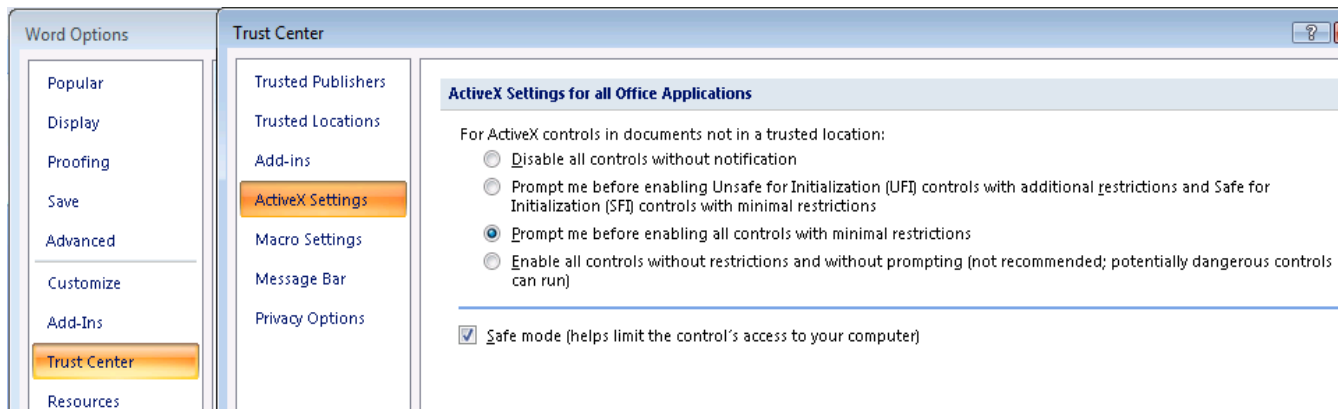 Word Options
Popular
Display
Proofing
Save
Advanced
Customize
Add-Ins
Trust Center
Resources
Trust Center
?
Trusted Publishers
Trusted Locations
Add-ins
ActiveX Settings
Macro Settings
Message Bar
Privacy Options
ActiveX Settings for all Office Applications
For ActiveX controls in documents not in a trusted location:
Disable all controls without notification
Prompt me before enabling Unsafe for Initialization (UFI) controls with additional restrictions and Safe for
Initialization (SFI) controls with minimal restrictions
Prompt me before enabling all controls with minimal restrictions
Enable all controls without restrictions and without prompting (not recommended; potentially dangerous controls
can run)
Safe mode (helps limit the control's access to your computer)